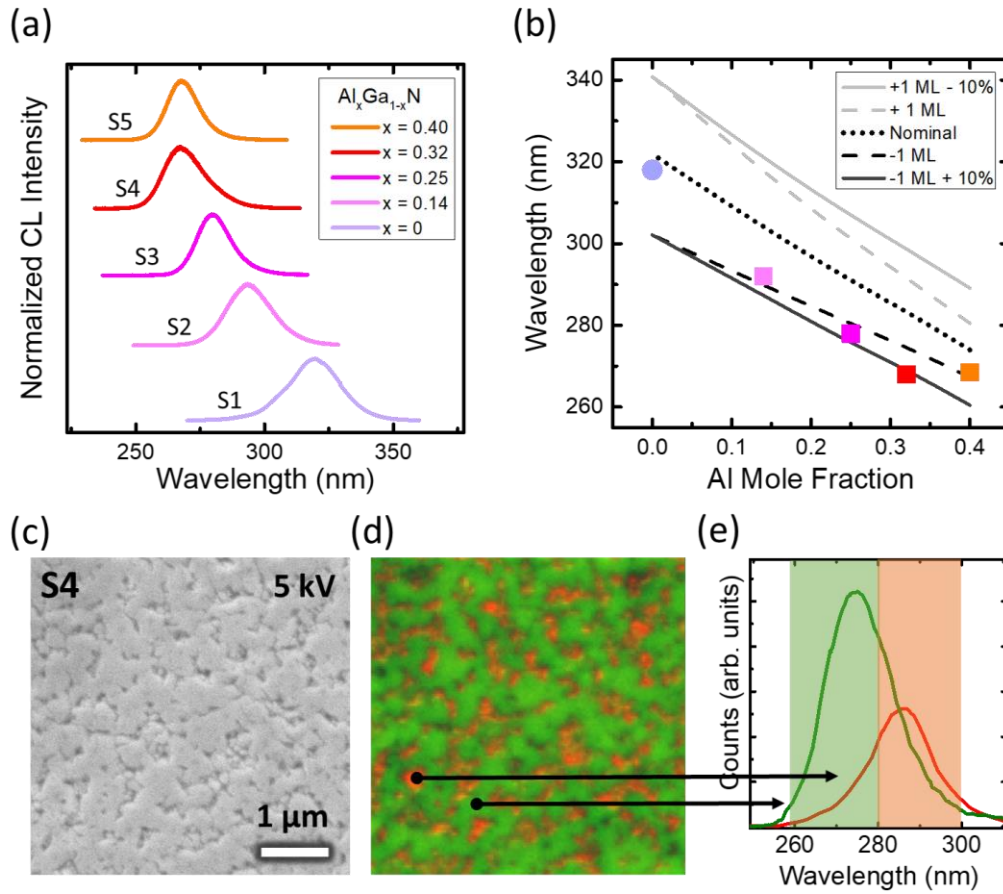 (a)
Normalized CL Intensity
S5
S4
S3
S2
S1
AlₓGa₁₋ₓN
x = 0.40
x = 0.32
x = 0.25
x = 0.14
x = 0
250
300
350
Wavelength (nm)
(b)
Wavelength (nm)
340
320
300
280
260
+1 ML - 10%
+ 1 ML
Nominal
-1 ML
-1 ML + 10%
0.0
0.1
0.2
0.3
0.4
Al Mole Fraction
(c)
S4
5 kV
1 µm
(d)
(e)
Counts (arb. units)
260
280
300
Wavelength (nm)